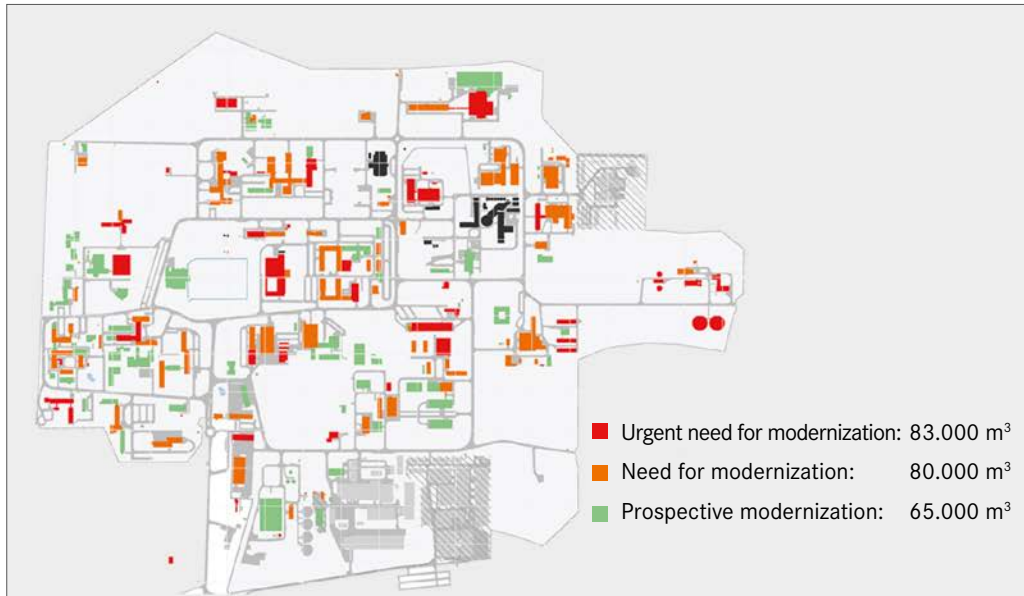 Urgent need for modernization: 83.000 m³
Need for modernization: 80.000 m³
Prospective modernization: 65.000 m³